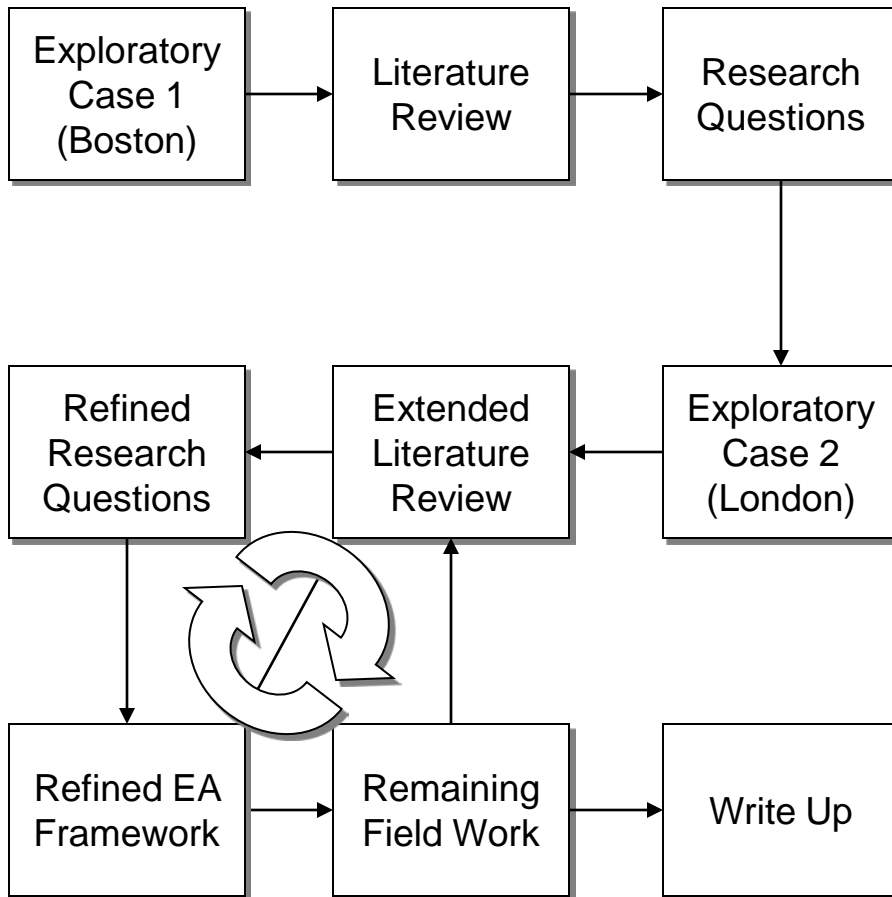 Exploratory
Case 1
(Boston)
Literature
Review
Research
Questions
Refined
Research
Questions
Extended
Literature
Review
Exploratory
Case 2
(London)
Refined EA
Framework
Remaining
Field Work
Write Up